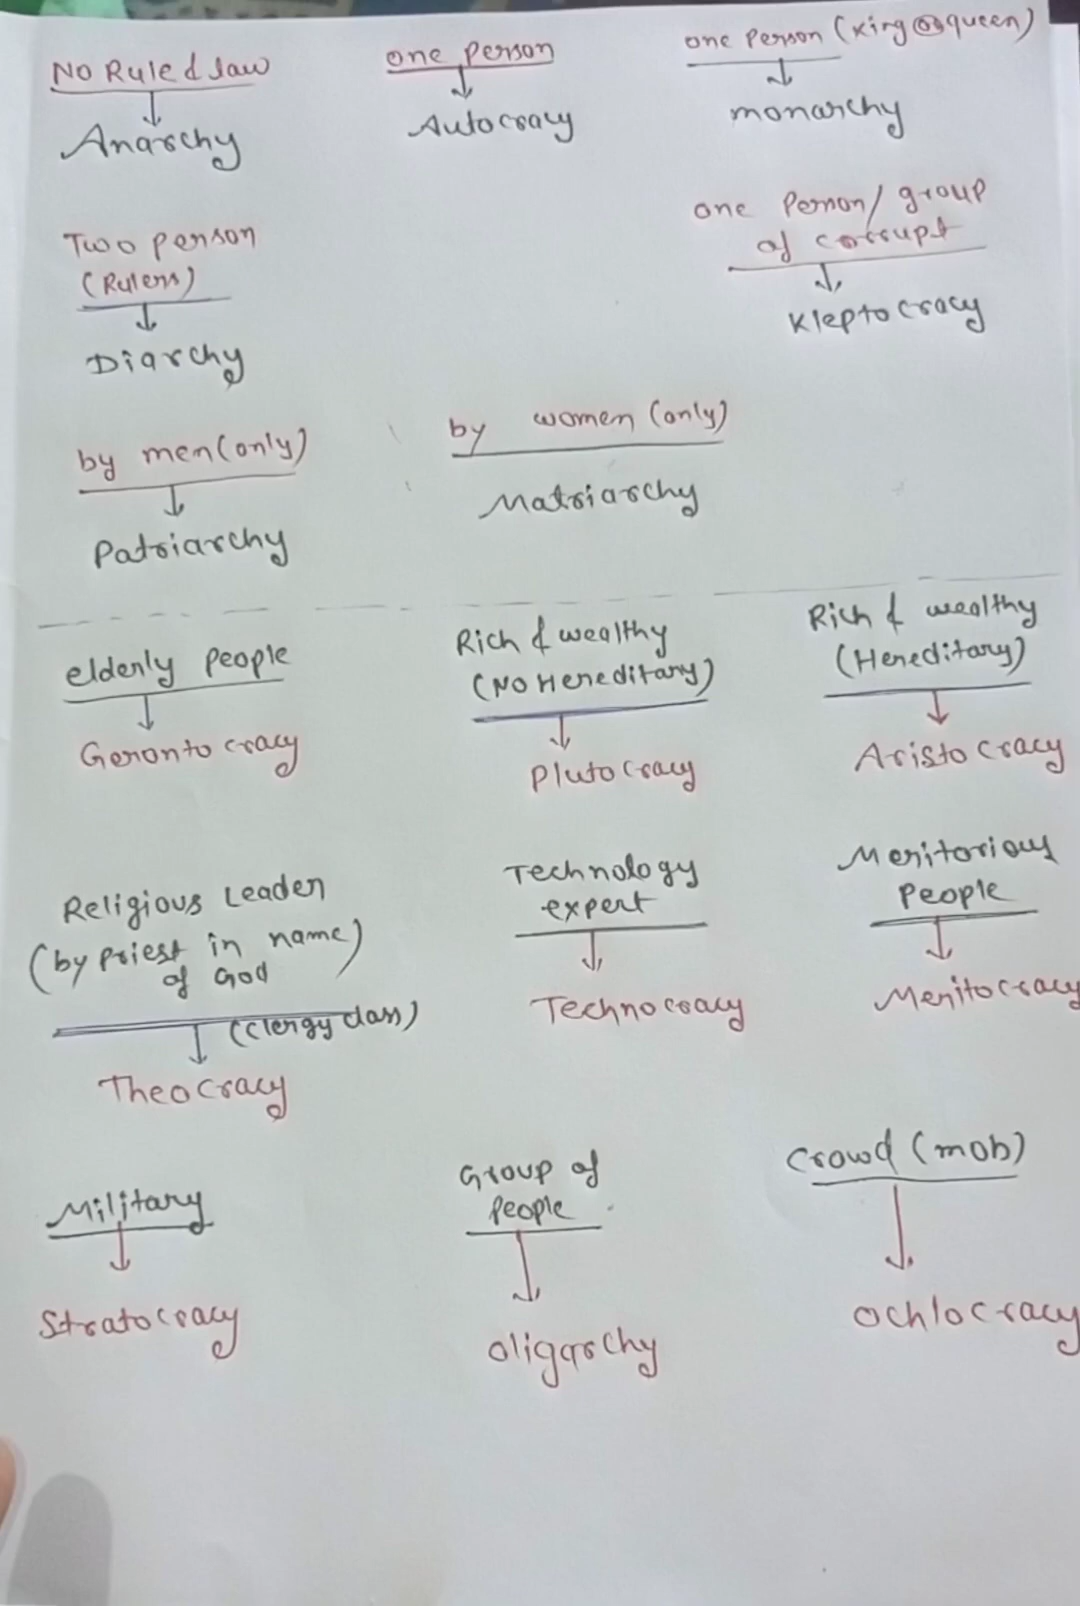 No Rule & Law
↓
Anarchy
one person
↓
Autocracy
one person (king or queen)
↓
monarchy
Two person
(Rulers)
↓
Diarchy
one Person/group
of corrupt
↓
Kleptocracy
by men (only)
↓
Patriarchy
by women (only)
Matriarchy
elderly people
↓
Gerontocracy
Rich & wealthy
(No Hereditary)
↓
Plutocracy
Rich & wealthy
(Hereditary)
↓
Aristocracy
Religious Leader
(by Priest in name
of God)
(Clergy class)
↓
Theocracy
Technology
expert
↓
Technocracy
Meritorious
People
↓
Meritocracy
Military
↓
Stratocracy
Group of
People
↓
Oligarchy
Crowd (mob)
↓
Ochlocracy